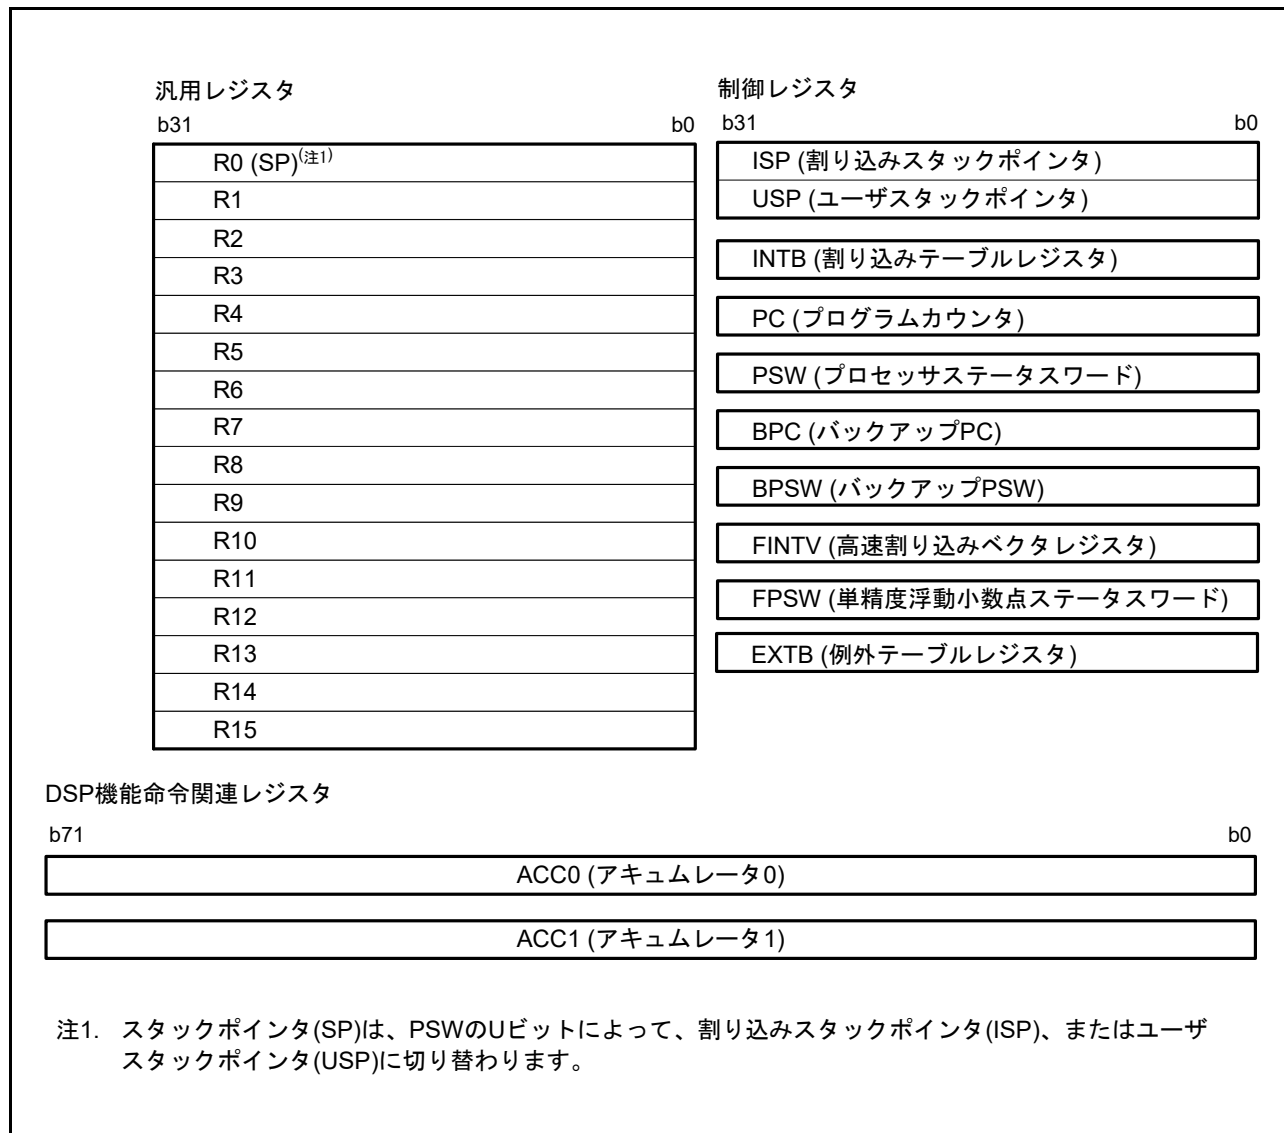 汎用レジスタ
b31 b0
R0 (SP)(注1)
R1
R2
R3
R4
R5
R6
R7
R8
R9
R10
R11
R12
R13
R14
R15
制御レジスタ
b31 b0
ISP (割り込みスタックポインタ)
USP (ユーザスタックポインタ)
INTB (割り込みテーブルレジスタ)
PC (プログラムカウンタ)
PSW (プロセッサステータスワード)
BPC (バックアップPC)
BPSW (バックアップPSW)
FINTV (高速割り込みベクタレジスタ)
FPSW (単精度浮動小数点ステータスワード)
EXTB (例外テーブルレジスタ)
DSP機能命令関連レジスタ
b71 b0
ACC0 (アキュムレータ0)
ACC1 (アキュムレータ1)
注1. スタックポインタ(SP)は、PSWのUビットによって、割り込みスタックポインタ(ISP)、またはユーザ
スタックポインタ(USP)に切り替わります。